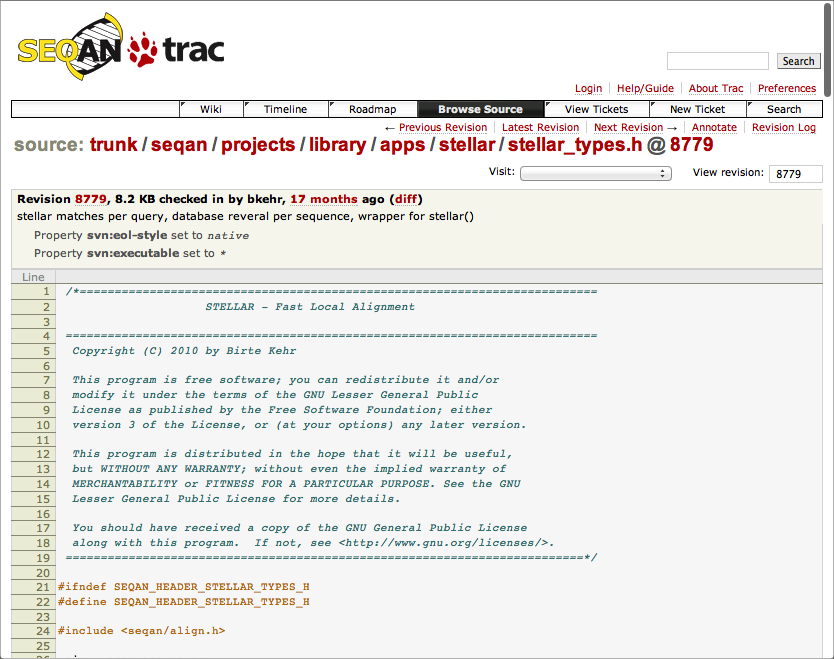 SEQAN trac
Search
Login Help/Guide About Trac Preferences
Wiki Timeline Roadmap Browse Source View Tickets New Ticket Search
← Previous Revision Latest Revision Next Revision → Annotate Revision Log
source: trunk / seqan / projects / library / apps / stellar / stellar_types.h @ 8779
Visit: View revision: 8779
Revision 8779, 8.2 KB checked in by bkehr, 17 months ago (diff)
stellar matches per query, database reveral per sequence, wrapper for stellar()
Property svn:eol-style set to native
Property svn:executable set to *
Line
1 /*==========================================================================
2 STELLAR - Fast Local Alignment
3
4 ============================================================================
5 Copyright (C) 2010 by Birte Kehr
6
7 This program is free software; you can redistribute it and/or
8 modify it under the terms of the GNU Lesser General Public
9 License as published by the Free Software Foundation; either
10 version 3 of the License, or (at your options) any later version.
11
12 This program is distributed in the hope that it will be useful,
13 but WITHOUT ANY WARRANTY; without even the implied warranty of
14 MERCHANTABILITY or FITNESS FOR A PARTICULAR PURPOSE. See the GNU
15 Lesser General Public License for more details.
16
17 You should have received a copy of the GNU General Public License
18 along with this program. If not, see <http://www.gnu.org/licenses/>.
19 ==========================================================================*/
20
21 #ifndef SEQAN_HEADER_STELLAR_TYPES_H
22 #define SEQAN_HEADER_STELLAR_TYPES_H
23
24 #include <seqan/align.h>
25